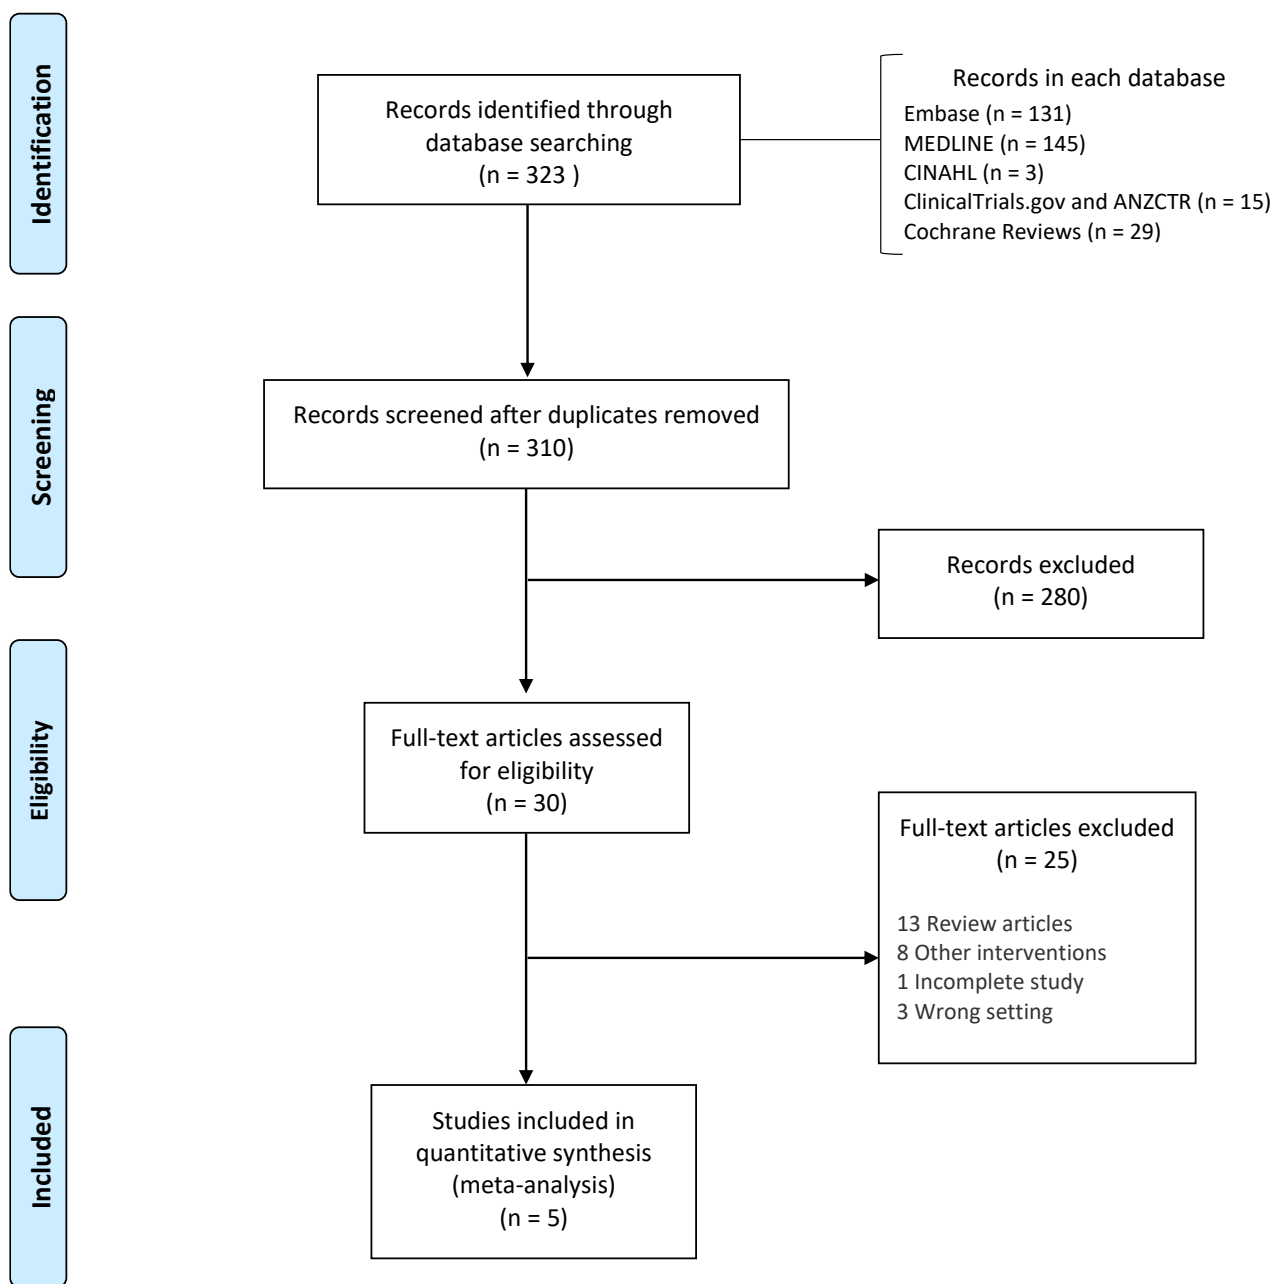 Identification
Records identified through
database searching
(n = 323 )
Records in each database
Embase (n = 131)
MEDLINE (n = 145)
CINAHL (n = 3)
ClinicalTrials.gov and ANZCTR (n = 15)
Cochrane Reviews (n = 29)
Screening
Records screened after duplicates removed
(n = 310)
Records excluded
(n = 280)
Eligibility
Full-text articles assessed
for eligibility
(n = 30)
Full-text articles excluded
(n = 25)
13 Review articles
8 Other interventions
1 Incomplete study
3 Wrong setting
Included
Studies included in
quantitative synthesis
(meta-analysis)
(n = 5)